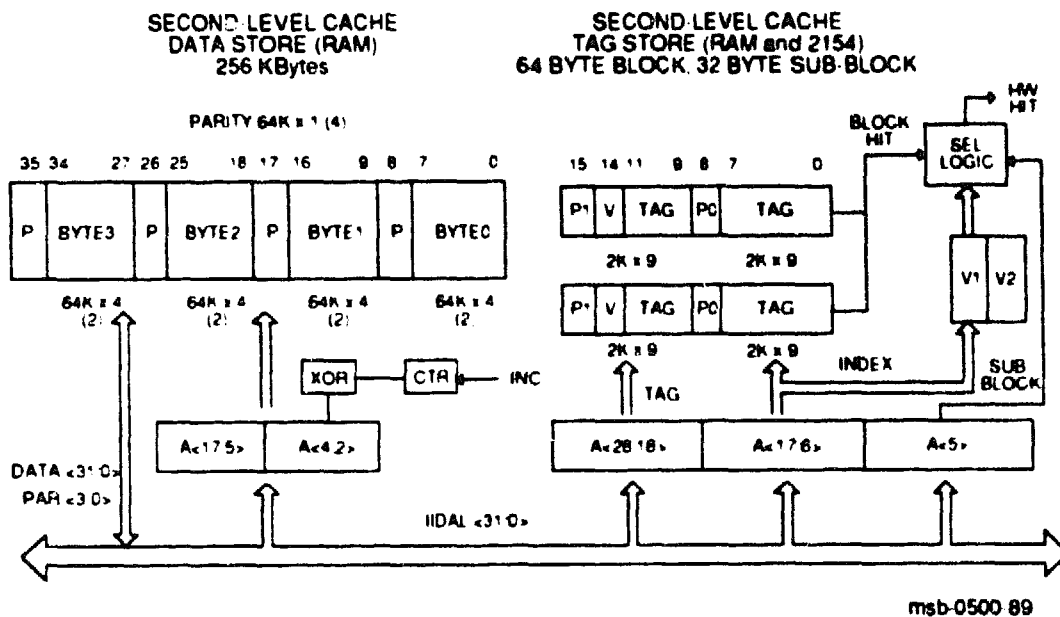 SECOND-LEVEL CACHE
DATA STORE (RAM)
256 KBytes
SECOND-LEVEL CACHE
TAG STORE (RAM and 2154)
64 BYTE BLOCK, 32 BYTE SUB-BLOCK
PARITY 64K x 1 (4)
35 34 27 26 25 18 17 16 9 8 7 0
P BYTE3 P BYTE2 P BYTE1 P BYTE0
64K x 4 64K x 4 64K x 4 64K x 4
(2) (2) (2) (2)
XOR CTR INC
A<17:5> A<4:2>
DATA <31:0>
PAR <3:0>
HW
HIT
BLOCK
HIT
SEL
LOGIC
15 14 11 9 8 7 0
P1 V TAG P0 TAG
2K x 9 2K x 9
P1 V TAG P0 TAG
2K x 9 2K x 9
V1 V2
TAG
INDEX
SUB
BLOCK
A<28:18> A<17:6> A<5>
IIDAL <31:0>
msb-0500-89